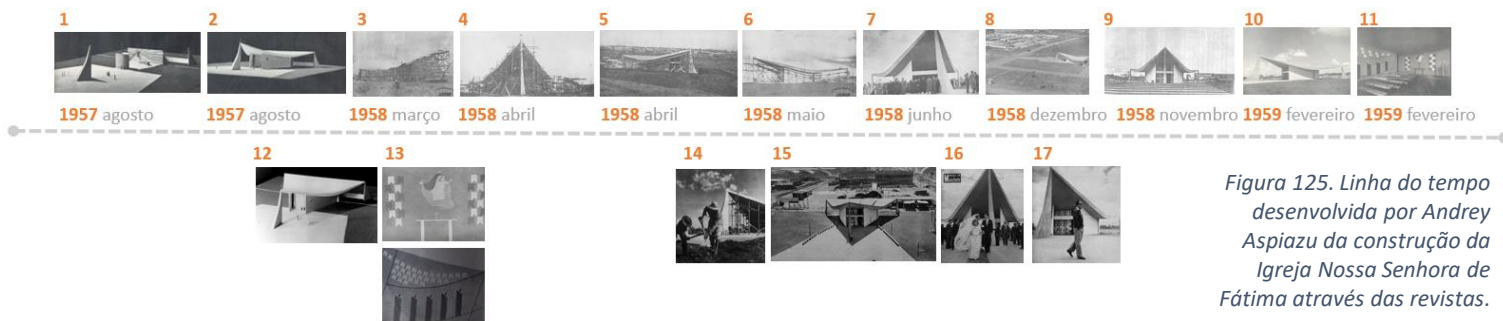 1 2 3 4 5 6 7 8 9 10 11
1957 agosto 1957 agosto 1958 março 1958 abril 1958 abril 1958 maio 1958 junho 1958 dezembro 1958 novembro 1959 fevereiro 1959 fevereiro
12 13 14 15 16 17
Figura 125. Linha do tempo
desenvolvida por Andrey
Aspiazu da construção da
Igreja Nossa Senhora de
Fátima através das revistas.